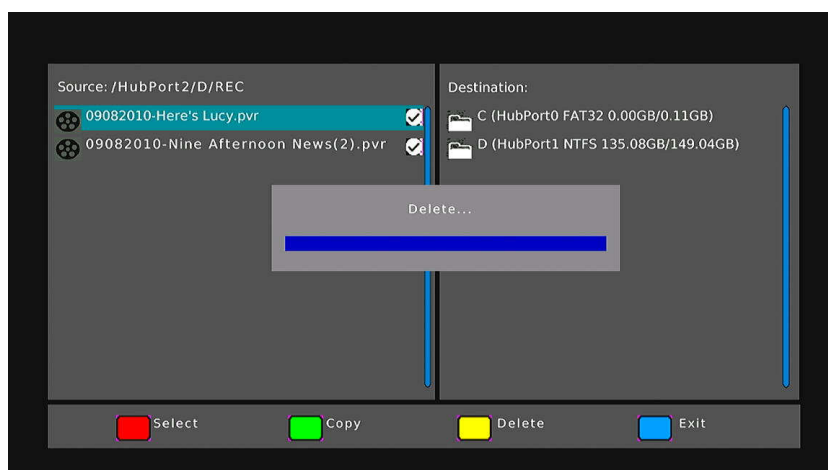 Source: /HubPort2/D/REC
09082010-Here's Lucy.pvr
09082010-Nine Afternoon News(2).pvr
Destination:
C (HubPort0 FAT32 0.00GB/0.11GB)
D (HubPort1 NTFS 135.08GB/149.04GB)
Delete...
Select
Copy
Delete
Exit